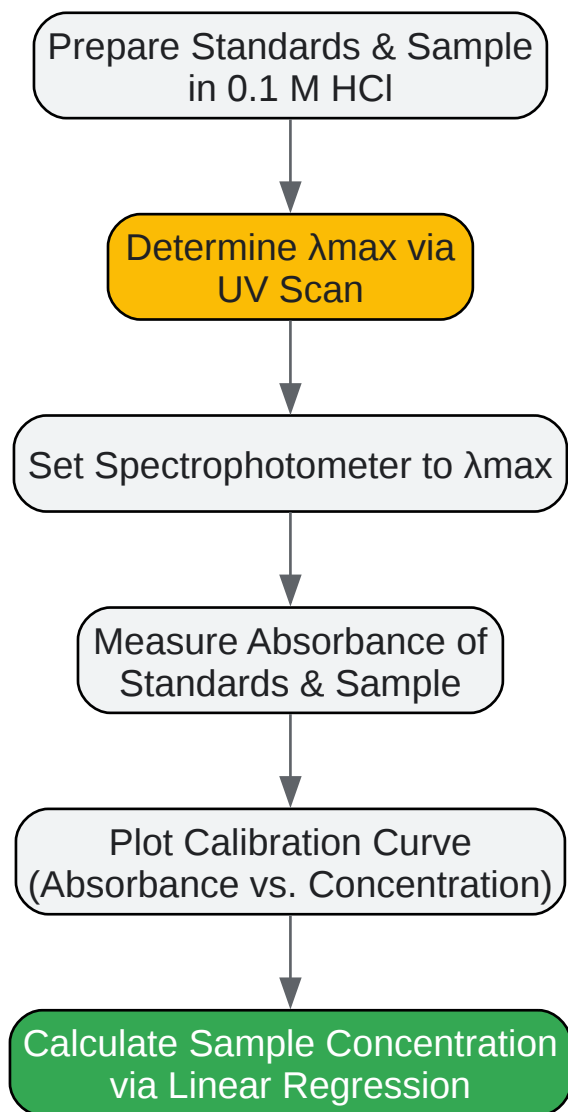 Prepare Standards & Sample
in 0.1 M HCl
Determine λmax via
UV Scan
Set Spectrophotometer to λmax
Measure Absorbance of
Standards & Sample
Plot Calibration Curve
(Absorbance vs. Concentration)
Calculate Sample Concentration
via Linear Regression